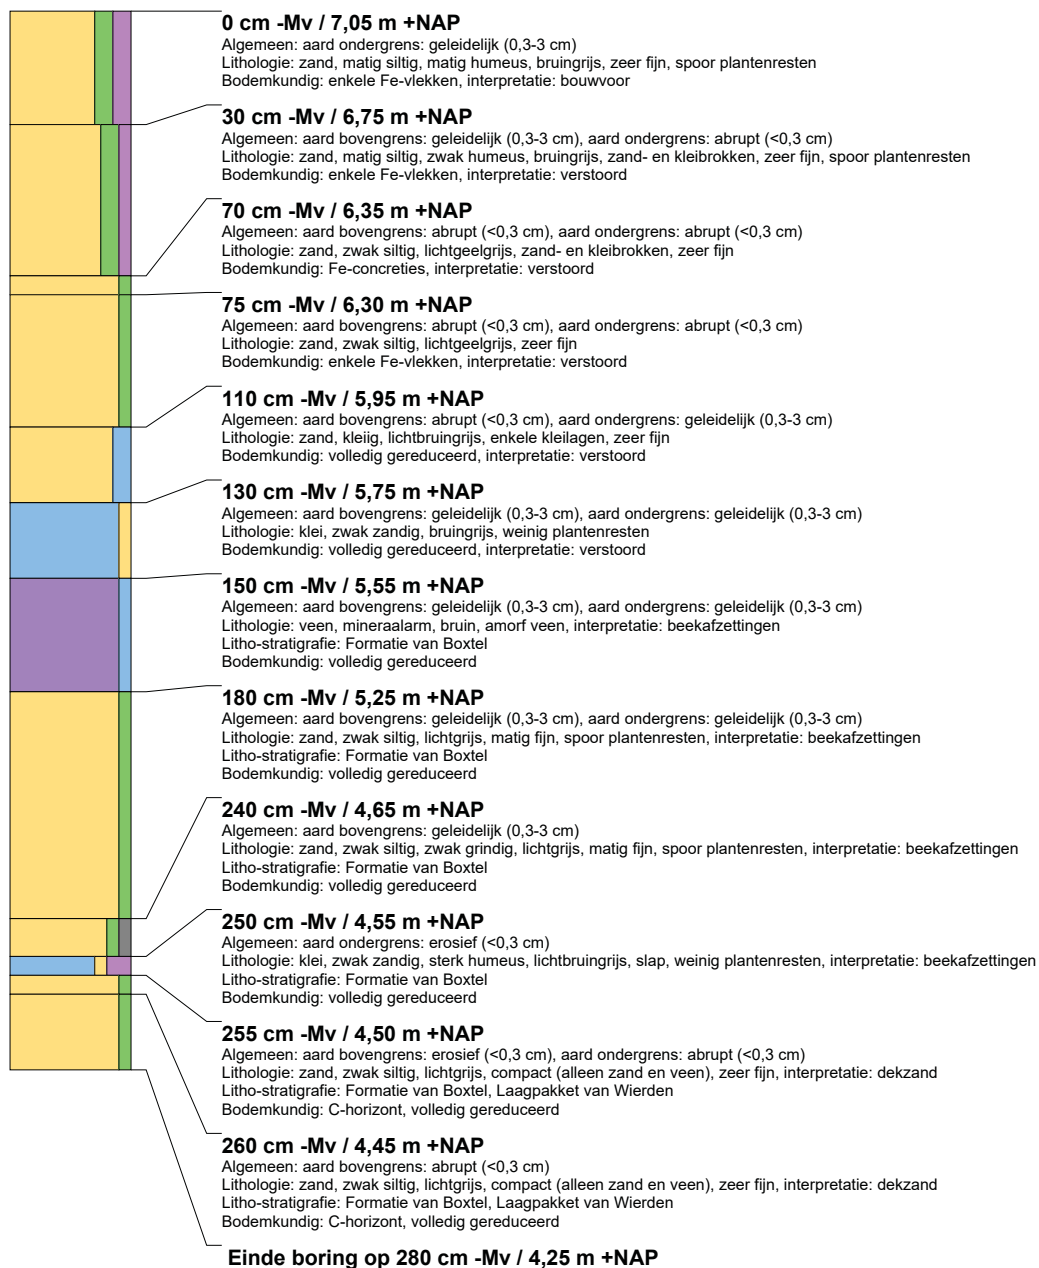 0 cm -Mv / 7,05 m +NAP
Algemeen: aard ondergrens: geleidelijk (0,3-3 cm)
Lithologie: zand, matig siltig, matig humeus, bruingrijs, zeer fijn, spoor plantenresten
Bodemkundig: enkele Fe-vlekken, interpretatie: bouwvoor
30 cm -Mv / 6,75 m +NAP
Algemeen: aard bovengrens: geleidelijk (0,3-3 cm), aard ondergrens: abrupt (<0,3 cm)
Lithologie: zand, matig siltig, zwak humeus, bruingrijs, zand- en kleibrokken, zeer fijn, spoor plantenresten
Bodemkundig: enkele Fe-vlekken, interpretatie: verstoord
70 cm -Mv / 6,35 m +NAP
Algemeen: aard bovengrens: abrupt (<0,3 cm), aard ondergrens: abrupt (<0,3 cm)
Lithologie: zand, zwak siltig, lichtgeelgrijs, zand- en kleibrokken, zeer fijn
Bodemkundig: Fe-concreties, interpretatie: verstoord
75 cm -Mv / 6,30 m +NAP
Algemeen: aard bovengrens: abrupt (<0,3 cm), aard ondergrens: abrupt (<0,3 cm)
Lithologie: zand, zwak siltig, lichtgeelgrijs, zeer fijn
Bodemkundig: enkele Fe-vlekken, interpretatie: verstoord
110 cm -Mv / 5,95 m +NAP
Algemeen: aard bovengrens: abrupt (<0,3 cm), aard ondergrens: geleidelijk (0,3-3 cm)
Lithologie: zand, kleiig, lichtbruingrijs, enkele kleilagen, zeer fijn
Bodemkundig: volledig gereduceerd, interpretatie: verstoord
130 cm -Mv / 5,75 m +NAP
Algemeen: aard bovengrens: geleidelijk (0,3-3 cm), aard ondergrens: geleidelijk (0,3-3 cm)
Lithologie: klei, zwak zandig, bruingrijs, weinig plantenresten
Bodemkundig: volledig gereduceerd, interpretatie: verstoord
150 cm -Mv / 5,55 m +NAP
Algemeen: aard bovengrens: geleidelijk (0,3-3 cm), aard ondergrens: geleidelijk (0,3-3 cm)
Lithologie: veen, mineraalarm, bruin, amorf veen, interpretatie: beekafzettingen
Litho-stratigrafie: Formatie van Boxtel
Bodemkundig: volledig gereduceerd
180 cm -Mv / 5,25 m +NAP
Algemeen: aard bovengrens: geleidelijk (0,3-3 cm), aard ondergrens: geleidelijk (0,3-3 cm)
Lithologie: zand, zwak siltig, lichtgrijs, matig fijn, spoor plantenresten, interpretatie: beekafzettingen
Litho-stratigrafie: Formatie van Boxtel
Bodemkundig: volledig gereduceerd
240 cm -Mv / 4,65 m +NAP
Algemeen: aard bovengrens: geleidelijk (0,3-3 cm)
Lithologie: zand, zwak siltig, zwak grindig, lichtgrijs, matig fijn, spoor plantenresten, interpretatie: beekafzettingen
Litho-stratigrafie: Formatie van Boxtel
Bodemkundig: volledig gereduceerd
250 cm -Mv / 4,55 m +NAP
Algemeen: aard ondergrens: erosief (<0,3 cm)
Lithologie: klei, zwak zandig, sterk humeus, lichtbruingrijs, slap, weinig plantenresten, interpretatie: beekafzettingen
Litho-stratigrafie: Formatie van Boxtel
Bodemkundig: volledig gereduceerd
255 cm -Mv / 4,50 m +NAP
Algemeen: aard bovengrens: erosief (<0,3 cm), aard ondergrens: abrupt (<0,3 cm)
Lithologie: zand, zwak siltig, lichtgrijs, compact (alleen zand en veen), zeer fijn, interpretatie: dekzand
Litho-stratigrafie: Formatie van Boxtel, Laagpakket van Wierden
Bodemkundig: C-horizont, volledig gereduceerd
260 cm -Mv / 4,45 m +NAP
Algemeen: aard bovengrens: abrupt (<0,3 cm)
Lithologie: zand, zwak siltig, lichtgrijs, compact (alleen zand en veen), zeer fijn, interpretatie: dekzand
Litho-stratigrafie: Formatie van Boxtel, Laagpakket van Wierden
Bodemkundig: C-horizont, volledig gereduceerd
Einde boring op 280 cm -Mv / 4,25 m +NAP